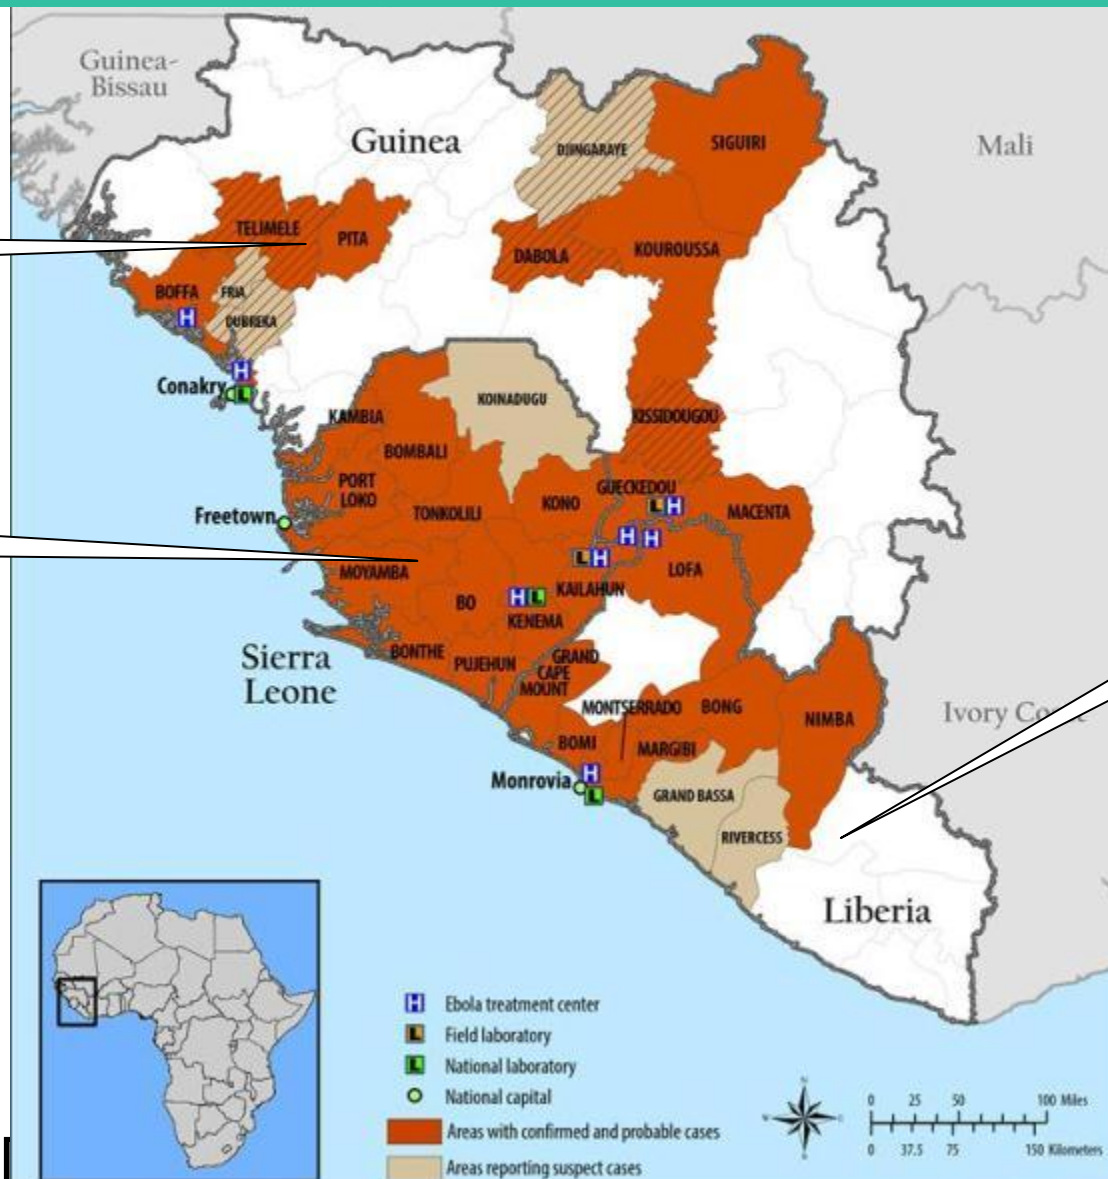 Guinea-
Bissau
Guinea
Mali
DJINGARAYE
SIGUIRI
TELIMELE
PITA
DABOLA
KOUROUSSA
BOFFA
FRIA
H
DUBREKA
H
Conakry
L
KOINADUGU
KAMBIA
KISSIDOUGOU
BOMBALI
PORT
LOKO
TONKOLILI
KONO
GUECKEDOU
L H
MACENTA
Freetown
H H
L H
MOYAMBA
LOFA
BO
KAILAHUN
H L
KENEMA
BONTHE
PUJEHUN
GRAND
CAPE
MOUNT
Sierra
Leone
MONTSERRADO
BONG
NIMBA
Ivory
BOMI
MARGIBI
Monrovia
H
L
GRAND BASSA
RIVERCESS
Liberia
H Ebola treatment center
L Field laboratory
L National laboratory
National capital
Areas with confirmed and probable cases
Areas reporting suspect cases
N
0 25 50 100 Miles
0 37.5 75 150 Kilometers